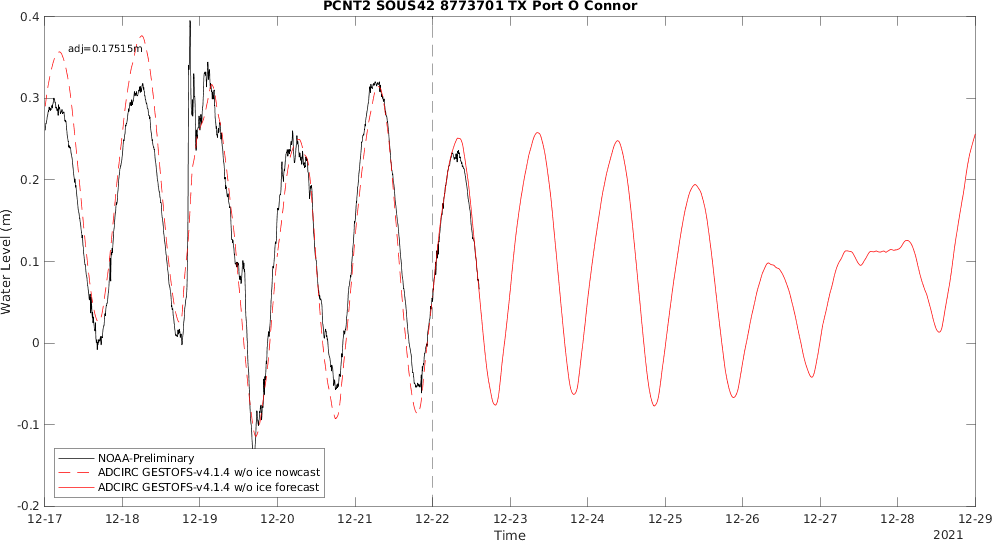 PCNT2 SOUS42 8773701 TX Port O Connor
adj=0.17515m
0.4
0.3
0.2
0.1
0
-0.1
-0.2
Water Level (m)
NOAA-Preliminary
ADCIRC GESTOFS-v4.1.4 w/o ice nowcast
ADCIRC GESTOFS-v4.1.4 w/o ice forecast
12-17 12-18 12-19 12-20 12-21 12-22 12-23 12-24 12-25 12-26 12-27 12-28 12-29
Time
2021